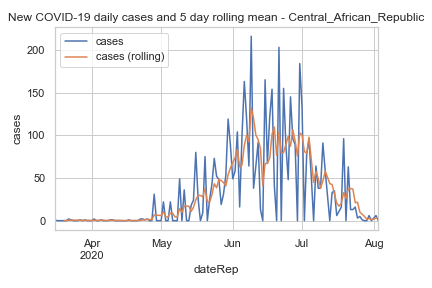 New COVID-19 daily cases and 5 day rolling mean - Central_African_Republic
cases
cases (rolling)
cases
200
150
100
50
0
Apr
2020
May
Jun
Jul
Aug
dateRep